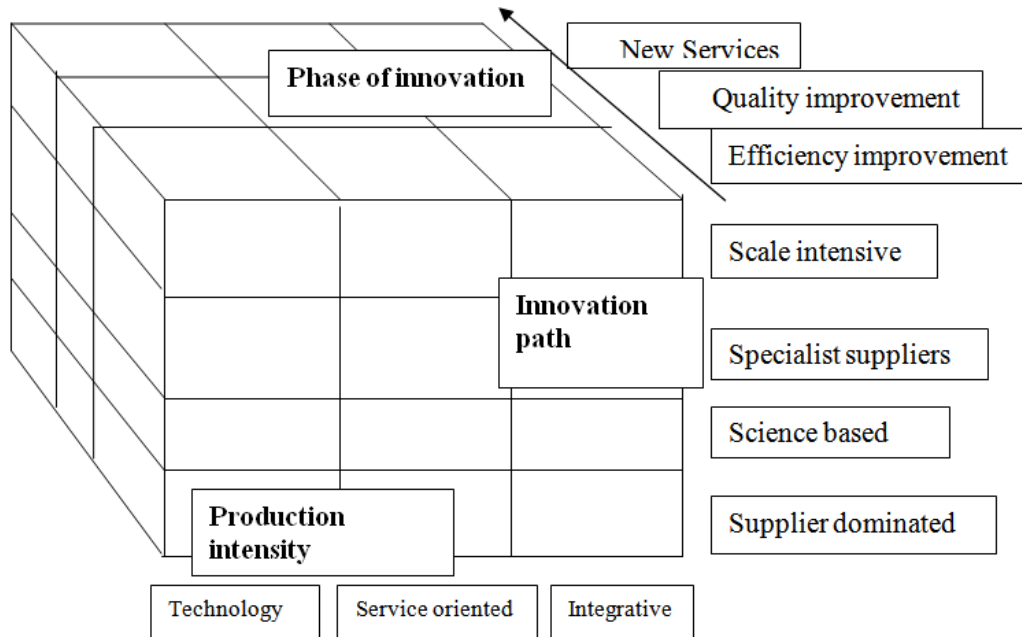 New Services
Phase of innovation
Quality improvement
Efficiency improvement
Scale intensive
Innovation
path
Specialist suppliers
Science based
Production
intensity
Supplier dominated
Technology
Service oriented
Integrative